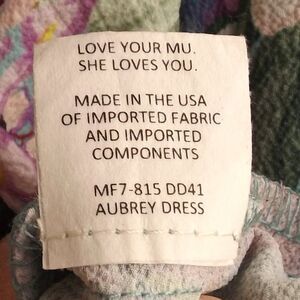 LOVE YOUR MU.
SHE LOVES YOU.
MADE IN THE USA
OF IMPORTED FABRIC
AND IMPORTED
COMPONENTS
MF7-815 DD41
AUBREY DRESS